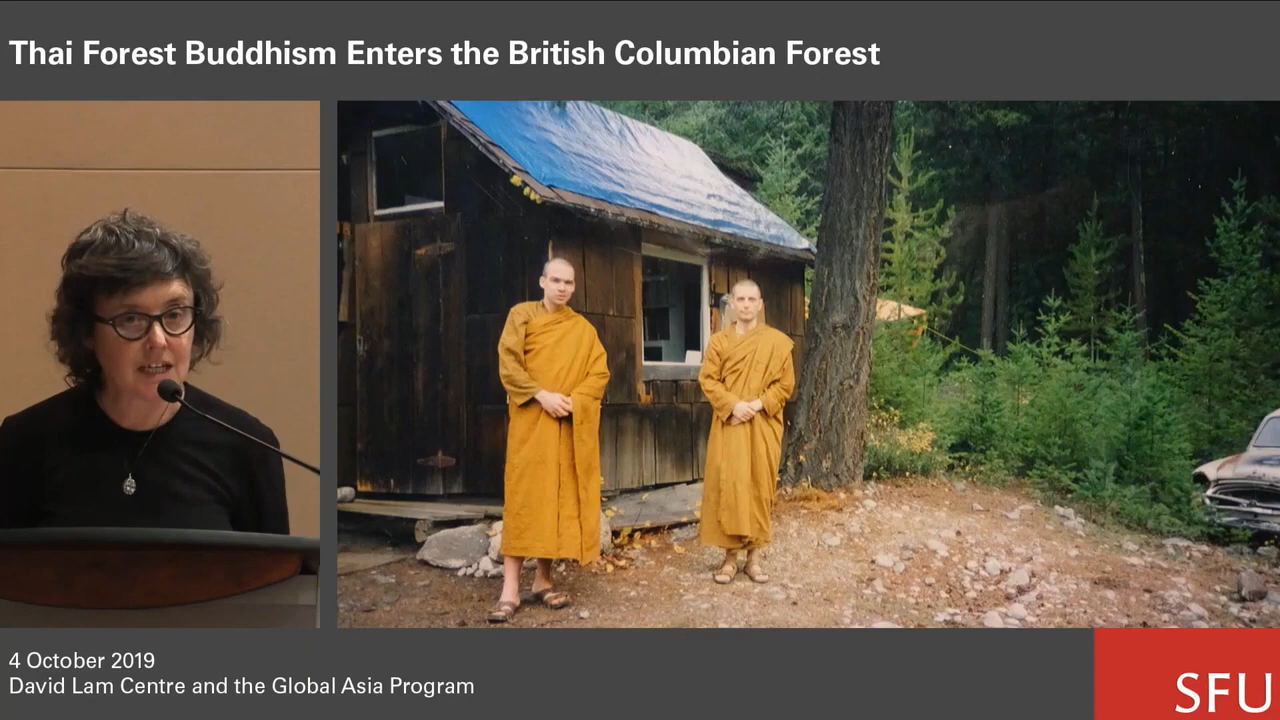 Thai Forest Buddhism Enters the British Columbian Forest
4 October 2019
David Lam Centre and the Global Asia Program
SFU